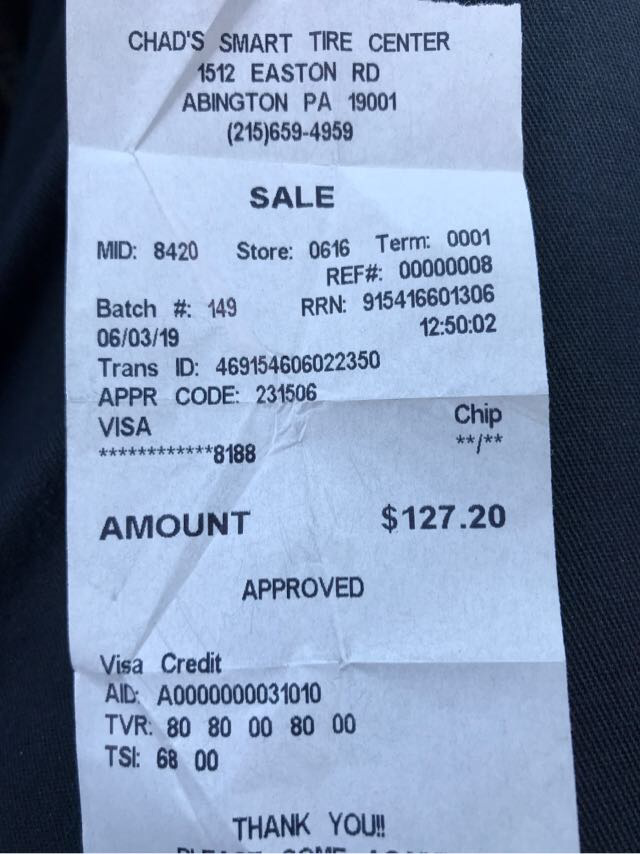 CHAD'S SMART TIRE CENTER
1512 EASTON RD
ABINGTON PA 19001
(215)659-4959
SALE
MID: 8420 Store: 0616 Term: 0001
REF#: 00000008
Batch #: 149 RRN: 915416601306
06/03/19 12:50:02
Trans ID: 469154606022350
APPR CODE: 231506
VISA Chip
************8188 **/**
AMOUNT $127.20
APPROVED
Visa Credit
AID: A0000000031010
TVR: 80 80 00 80 00
TSI: 68 00
THANK YOU!!